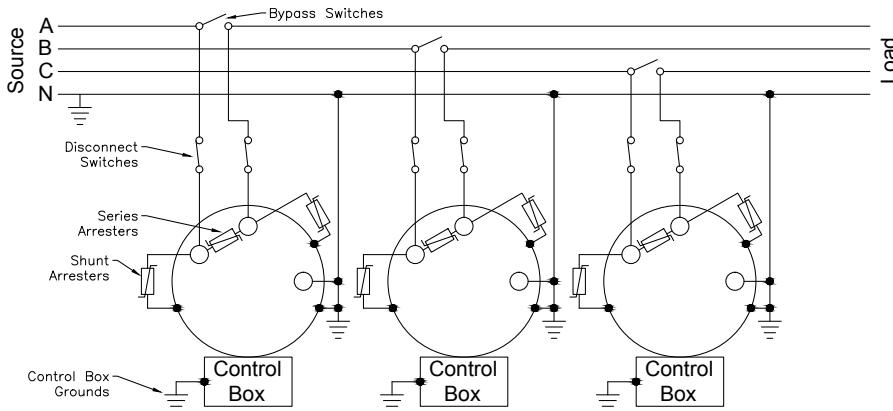 Bypass Switches
Source
A
B
C
N
Load
Disconnect
Switches
Series
Arresters
Shunt
Arresters
Control
Box
Control
Box
Control
Box
Control Box
Grounds